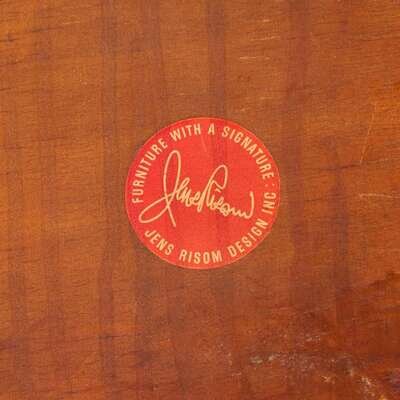 FURNITURE WITH A SIGNATURE:
Jens Risom
JENS RISOM DESIGN INC